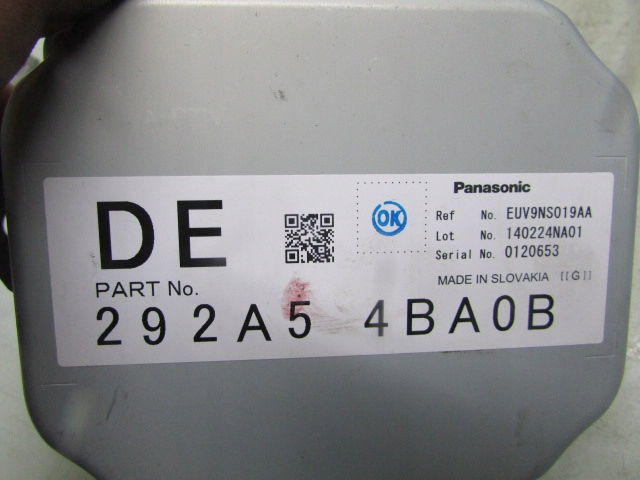 DE
PART No.
292A5 4BA0B
OK
Panasonic
Ref No. EUV9NS019AA
Lot No. 140224NA01
Serial No. 0120653
MADE IN SLOVAKIA [[G]]